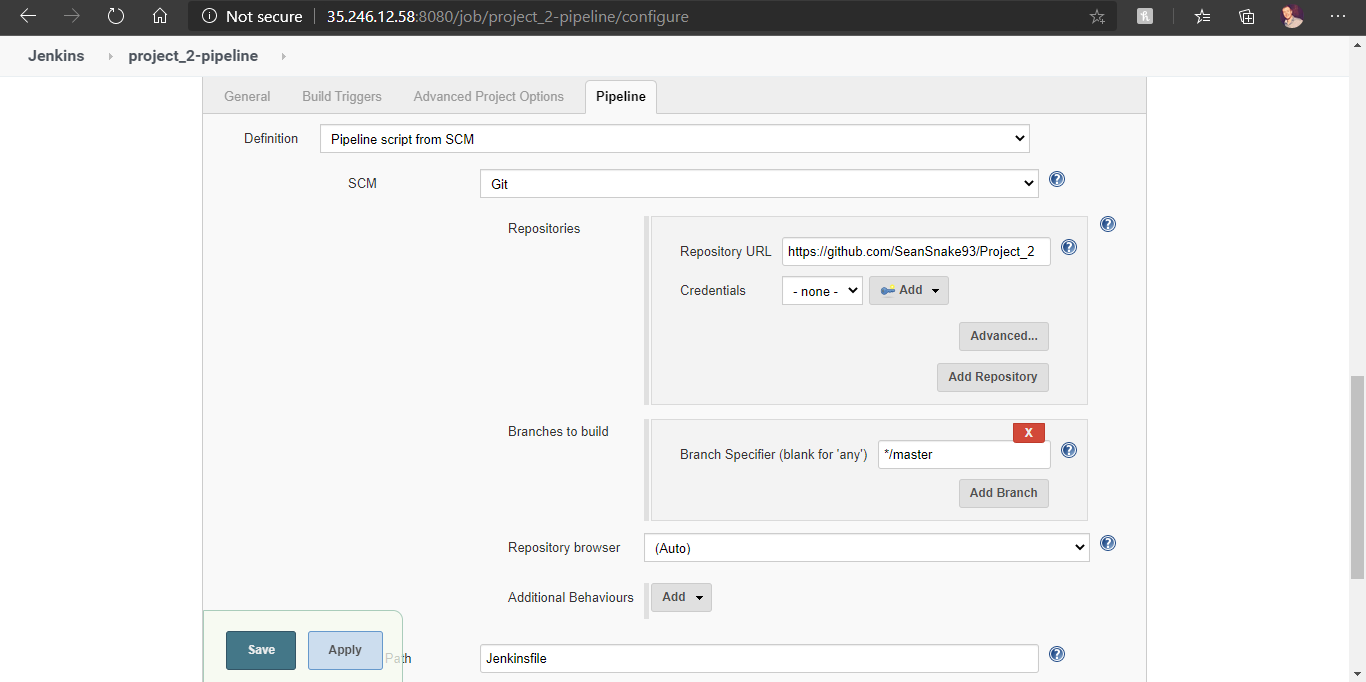 Not secure 35.246.12.58:8080/job/project_2-pipeline/configure
Jenkins project_2-pipeline
General Build Triggers Advanced Project Options Pipeline
Definition Pipeline script from SCM
SCM Git
Repositories
Repository URL https://github.com/SeanSnake93/Project_2
Credentials - none - Add
Advanced...
Add Repository
Branches to build
X
Branch Specifier (blank for 'any') */master
Add Branch
Repository browser (Auto)
Additional Behaviours Add
Save Apply
Path Jenkinsfile